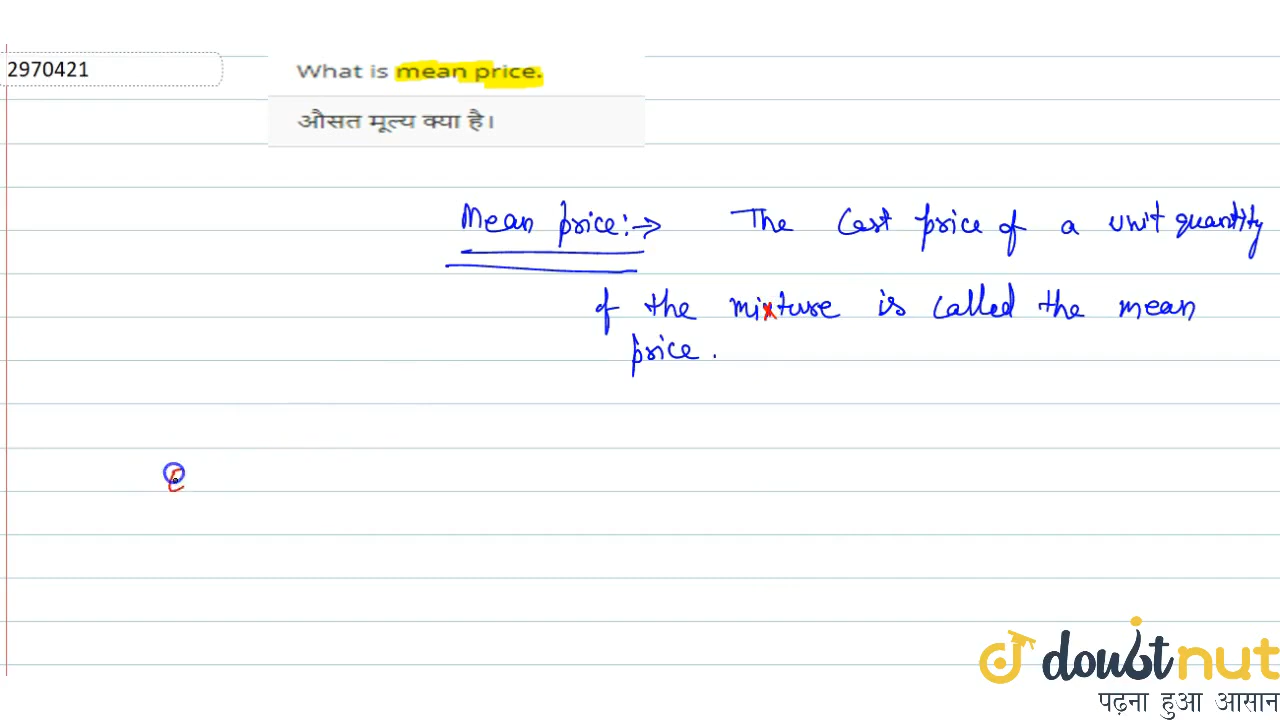 2970421
What is mean price.
औसत मूल्य क्या है।
Mean price:→ The Cost price of a unit quantity
of the mixture is called the mean
price.
E
doubtnut
पढ़ना हुआ आसान